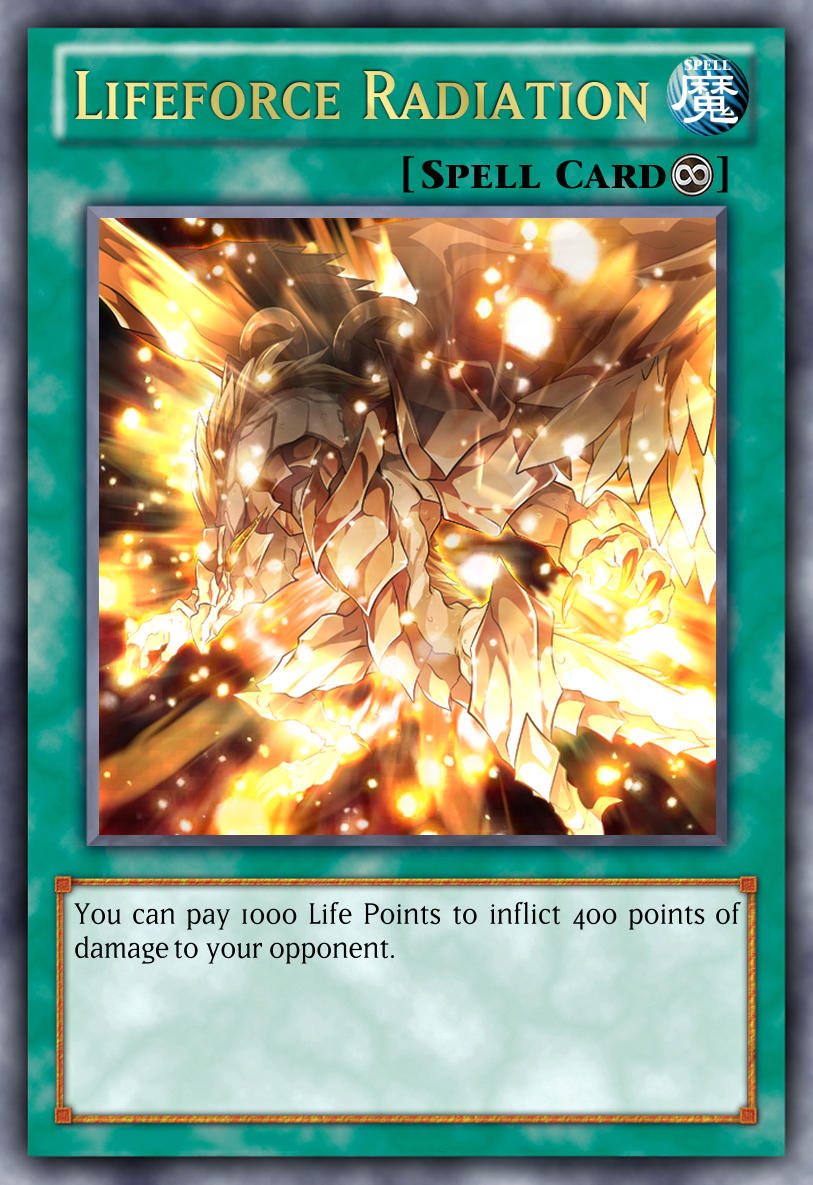 Lifeforce Radiation
SPELL
魔
[Spell Card∞]
You can pay 1000 Life Points to inflict 400 points of
damage to your opponent.